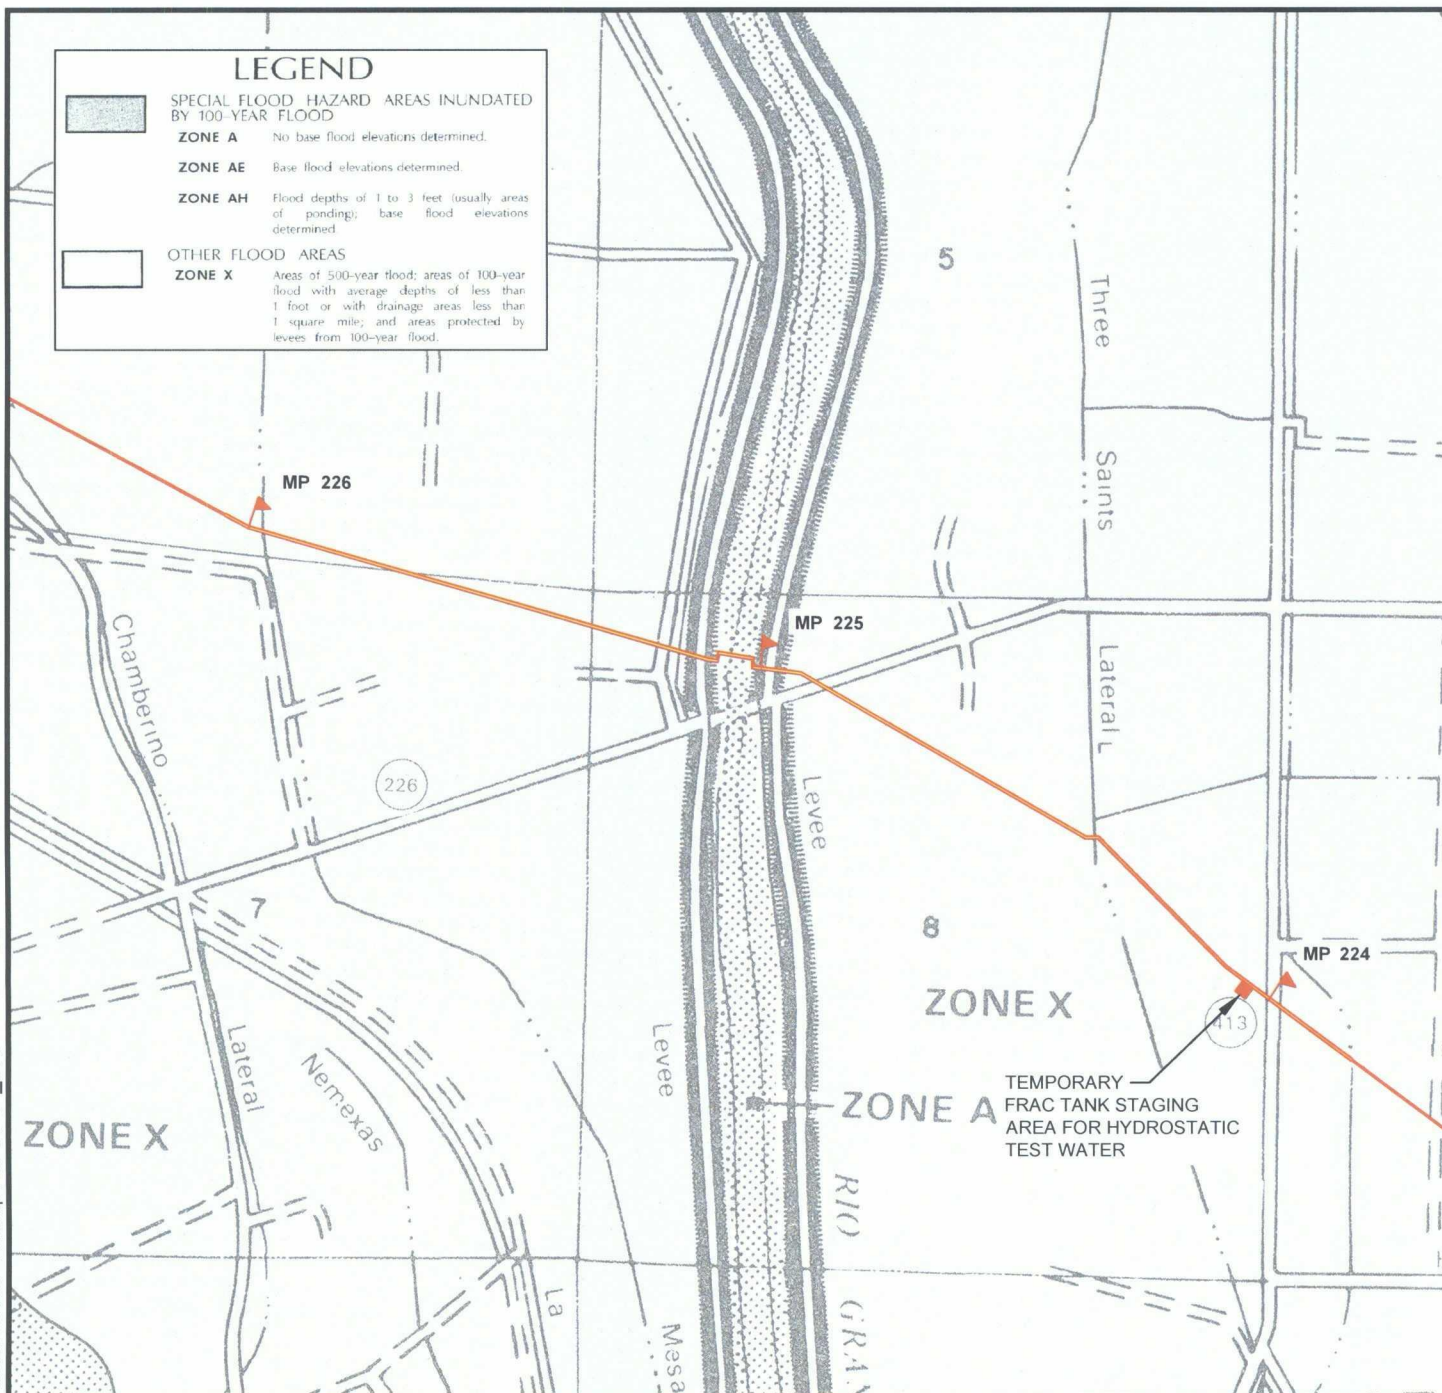 LEGEND
SPECIAL FLOOD HAZARD AREAS INUNDATED
BY 100-YEAR FLOOD
ZONE A No base flood elevations determined.
ZONE AE Base flood elevations determined.
ZONE AH Flood depths of 1 to 3 feet (usually areas
of ponding); base flood elevations
determined
OTHER FLOOD AREAS
ZONE X Areas of 500-year flood; areas of 100-year
flood with average depths of less than
1 foot or with drainage areas less than
1 square mile; and areas protected by
levees from 100-year flood.
5
Three
Saints
Lateral
MP 226
MP 225
Chamberino
Lateral
226
Levee
7
8
MP 224
ZONE X
413
Levee
Nemexas
TEMPORARY
FRAC TANK STAGING
AREA FOR HYDROSTATIC
TEST WATER
ZONE A
ZONE X
RIO
GRAN
La
Mesa